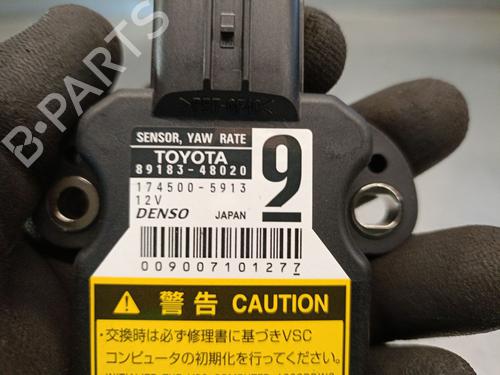 B-PARTS
SENSOR, YAW RATE
TOYOTA
89183-48020
174500-5913
12V
DENSO JAPAN
9
009007101277
警告 CAUTION
・交換時は必ず修理書に基づきVSC
コンピュータの初期化を行ってください。